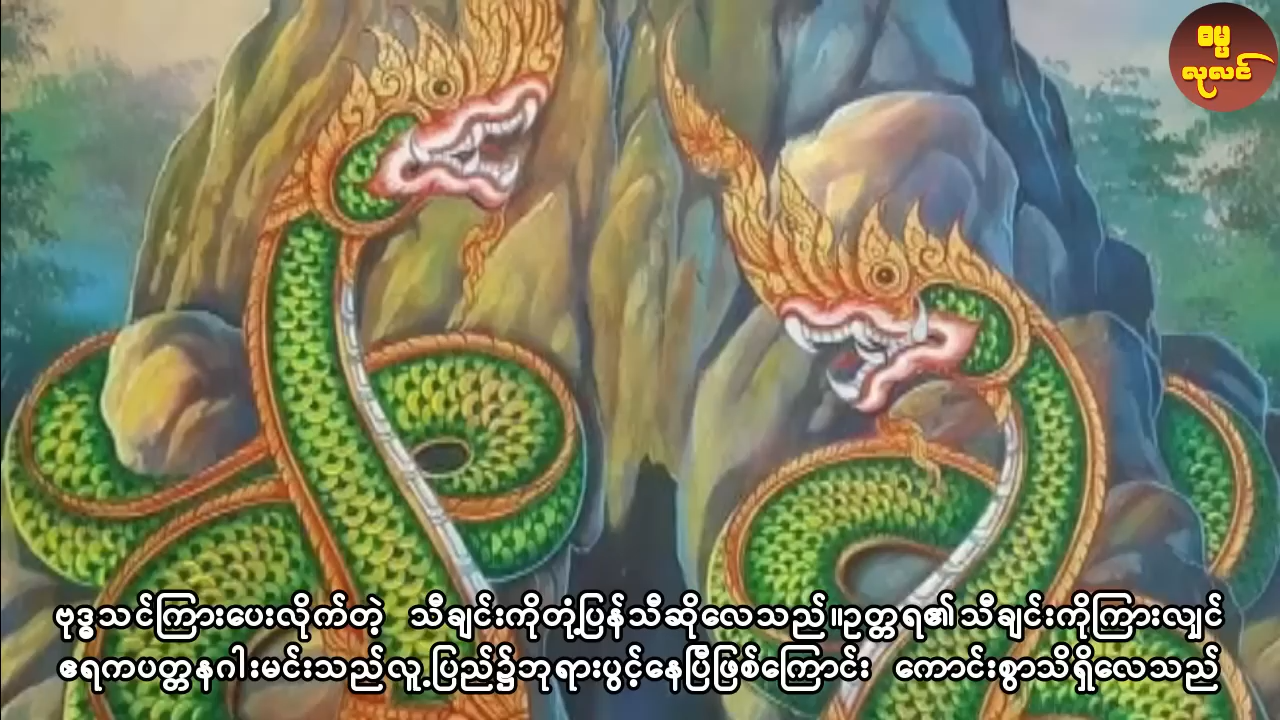 ဓမ္မ
လုလင်
ဗုဒ္ဓသင်ကြားပေးလိုက်တဲ့ သီချင်းကိုတုံ့ပြန်သီဆိုလေသည်။ဥတ္တရ၏သီချင်းကိုကြားလျှင်
ဧရကပတ္တနဂါးမင်းသည်လူ့ပြည်၌ဘုရားပွင့်နေပြီဖြစ်ကြောင်း ကောင်းစွာသိရှိလေသည်